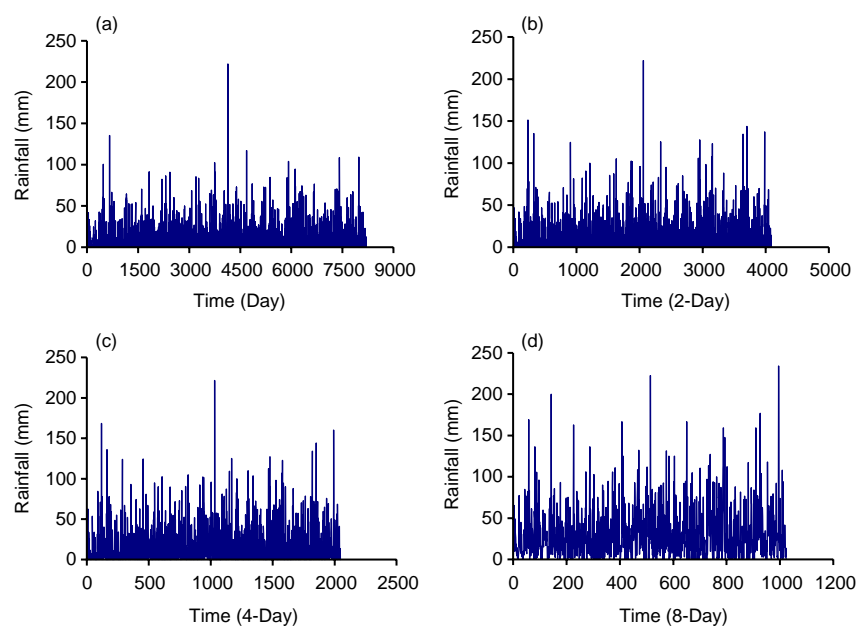 (a)
Rainfall (mm)
250
200
150
100
50
0
0 1500 3000 4500 6000 7500 9000
Time (Day)
(b)
Rainfall (mm)
250
200
150
100
50
0
0 1000 2000 3000 4000 5000
Time (2-Day)
(c)
Rainfall (mm)
250
200
150
100
50
0
0 500 1000 1500 2000 2500
Time (4-Day)
(d)
Rainfall (mm)
250
200
150
100
50
0
0 200 400 600 800 1000 1200
Time (8-Day)